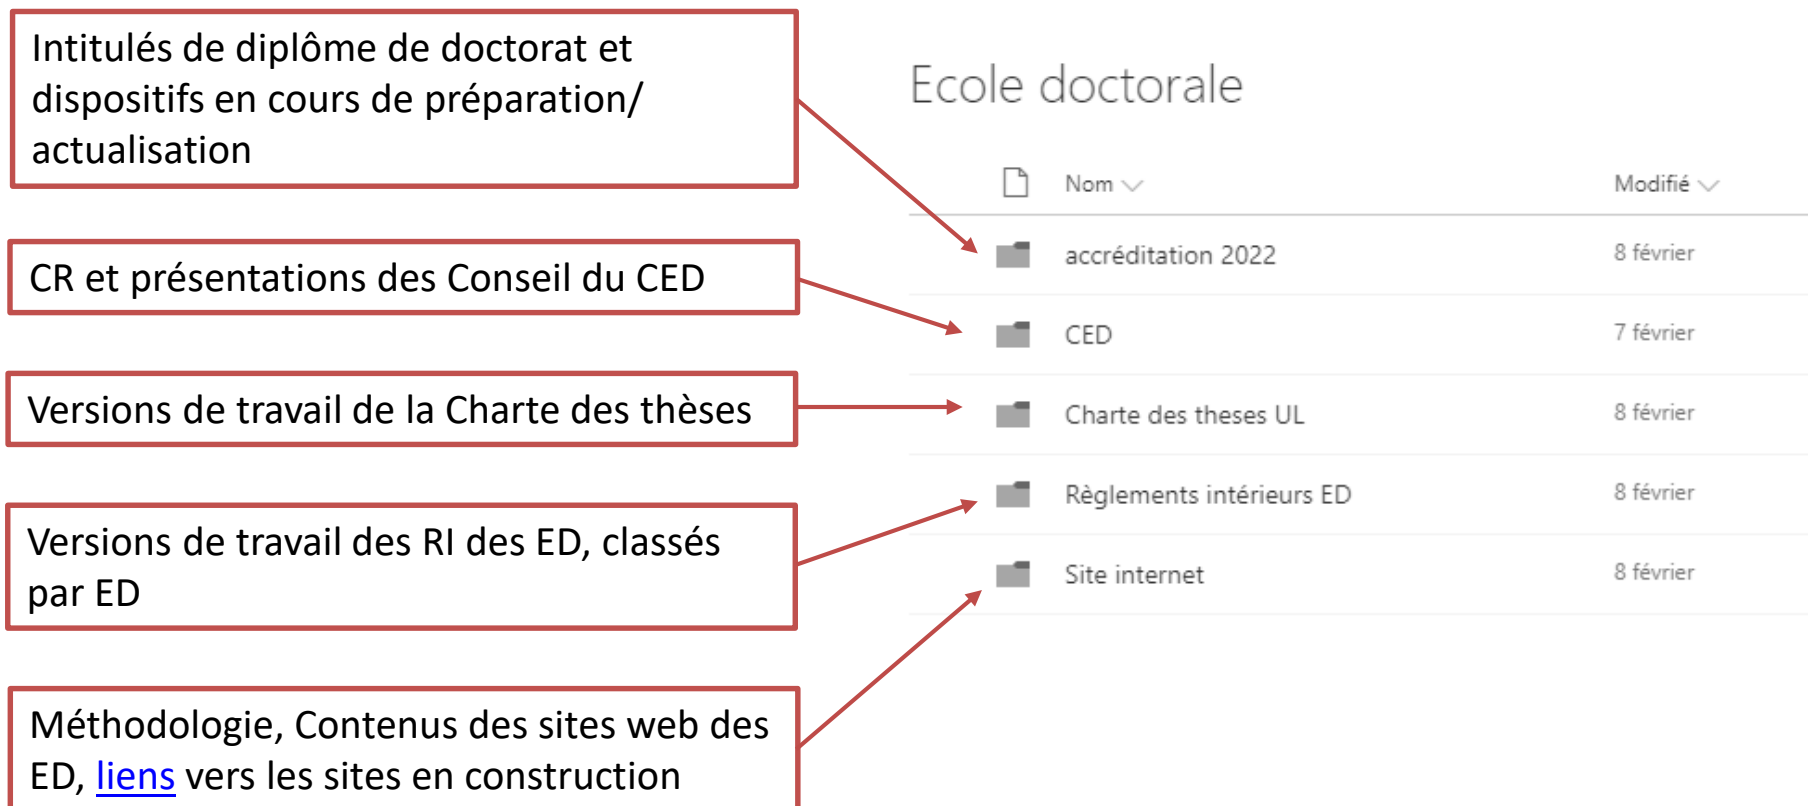 Intitulés de diplôme de doctorat et
dispositifs en cours de préparation/
actualisation
CR et présentations des Conseil du CED
Versions de travail de la Charte des thèses
Versions de travail des RI des ED, classés
par ED
Méthodologie, Contenus des sites web des
ED, liens vers les sites en construction
Ecole doctorale
Nom Modifié
accréditation 2022 8 février
CED 7 février
Charte des theses UL 8 février
Règlements intérieurs ED 8 février
Site internet 8 février